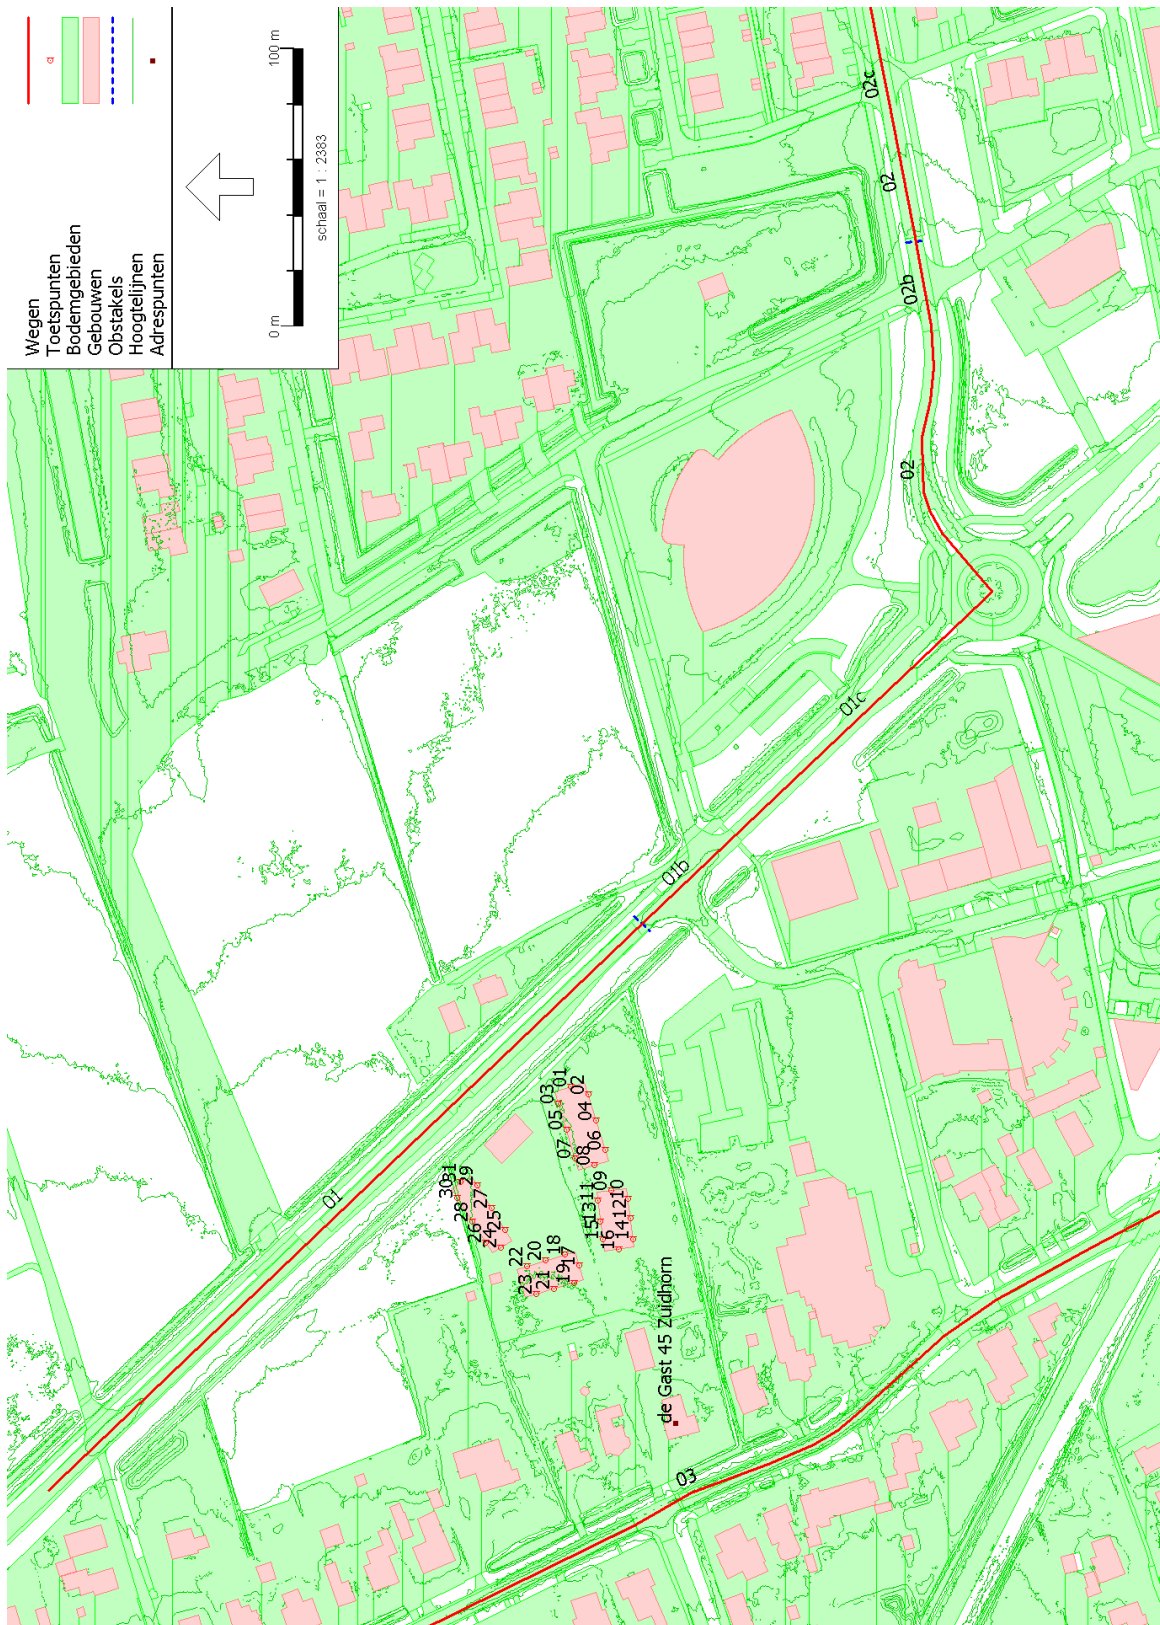 Wegen
Toetspunten
Bodemgebieden
Gebouwen
Obstakels
Hoogtelijnen
Adrespunten
0 m
100 m
schaal = 1 : 2383
02c
02
02b
02
01c
01b
01
03
01
02
03
04
05
06
07
08
09
10
11
12
13
14
15
16
17
18
19
20
21
22
23
24
25
26
27
28
29
30
31
de Gast 45 Zuidhorn